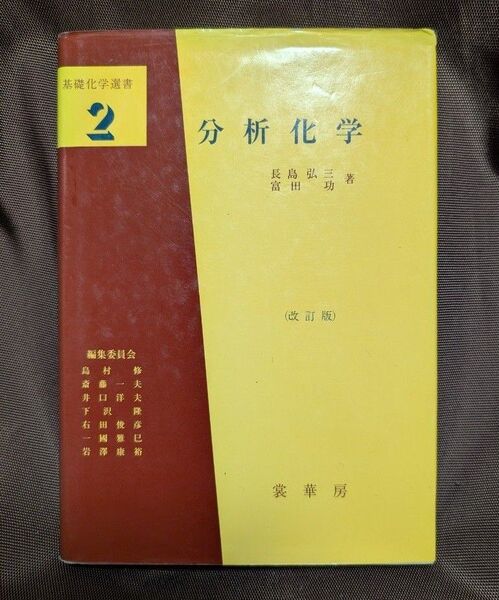 基礎化学選書
2
分析化学
長島弘三
富田功
著
(改訂版)
編集委員会
島村修
斎藤一夫
井口洋夫
下沢隆
右田俊彦
一國雅巳
岩澤康裕
裳華房